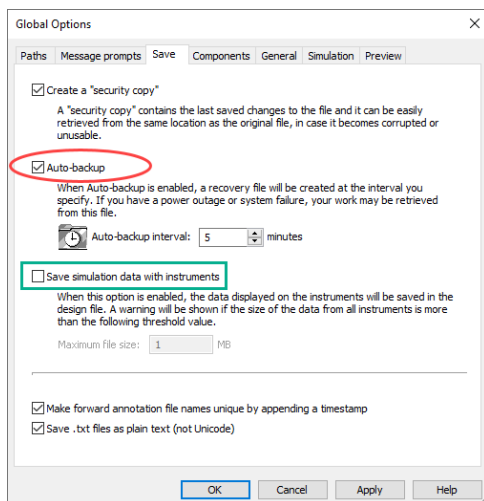 Global Options
Paths Message prompts Save Components General Simulation Preview
Create a "security copy"
A "security copy" contains the last saved changes to the file and it can be easily
retrieved from the same location as the original file, in case it becomes corrupted or
unusable.
Auto-backup
When Auto-backup is enabled, a recovery file will be created at the interval you
specify. If you have a power outage or system failure, your work may be retrieved
from this file.
Auto-backup interval: 5 minutes
Save simulation data with instruments
When this option is enabled, the data displayed on the instruments will be saved in the
design file. A warning will be shown if the size of the data from all instruments is more
than the following threshold value.
Maximum file size: 1 MB
Make forward annotation file names unique by appending a timestamp
Save .txt files as plain text (not Unicode)
OK Cancel Apply Help